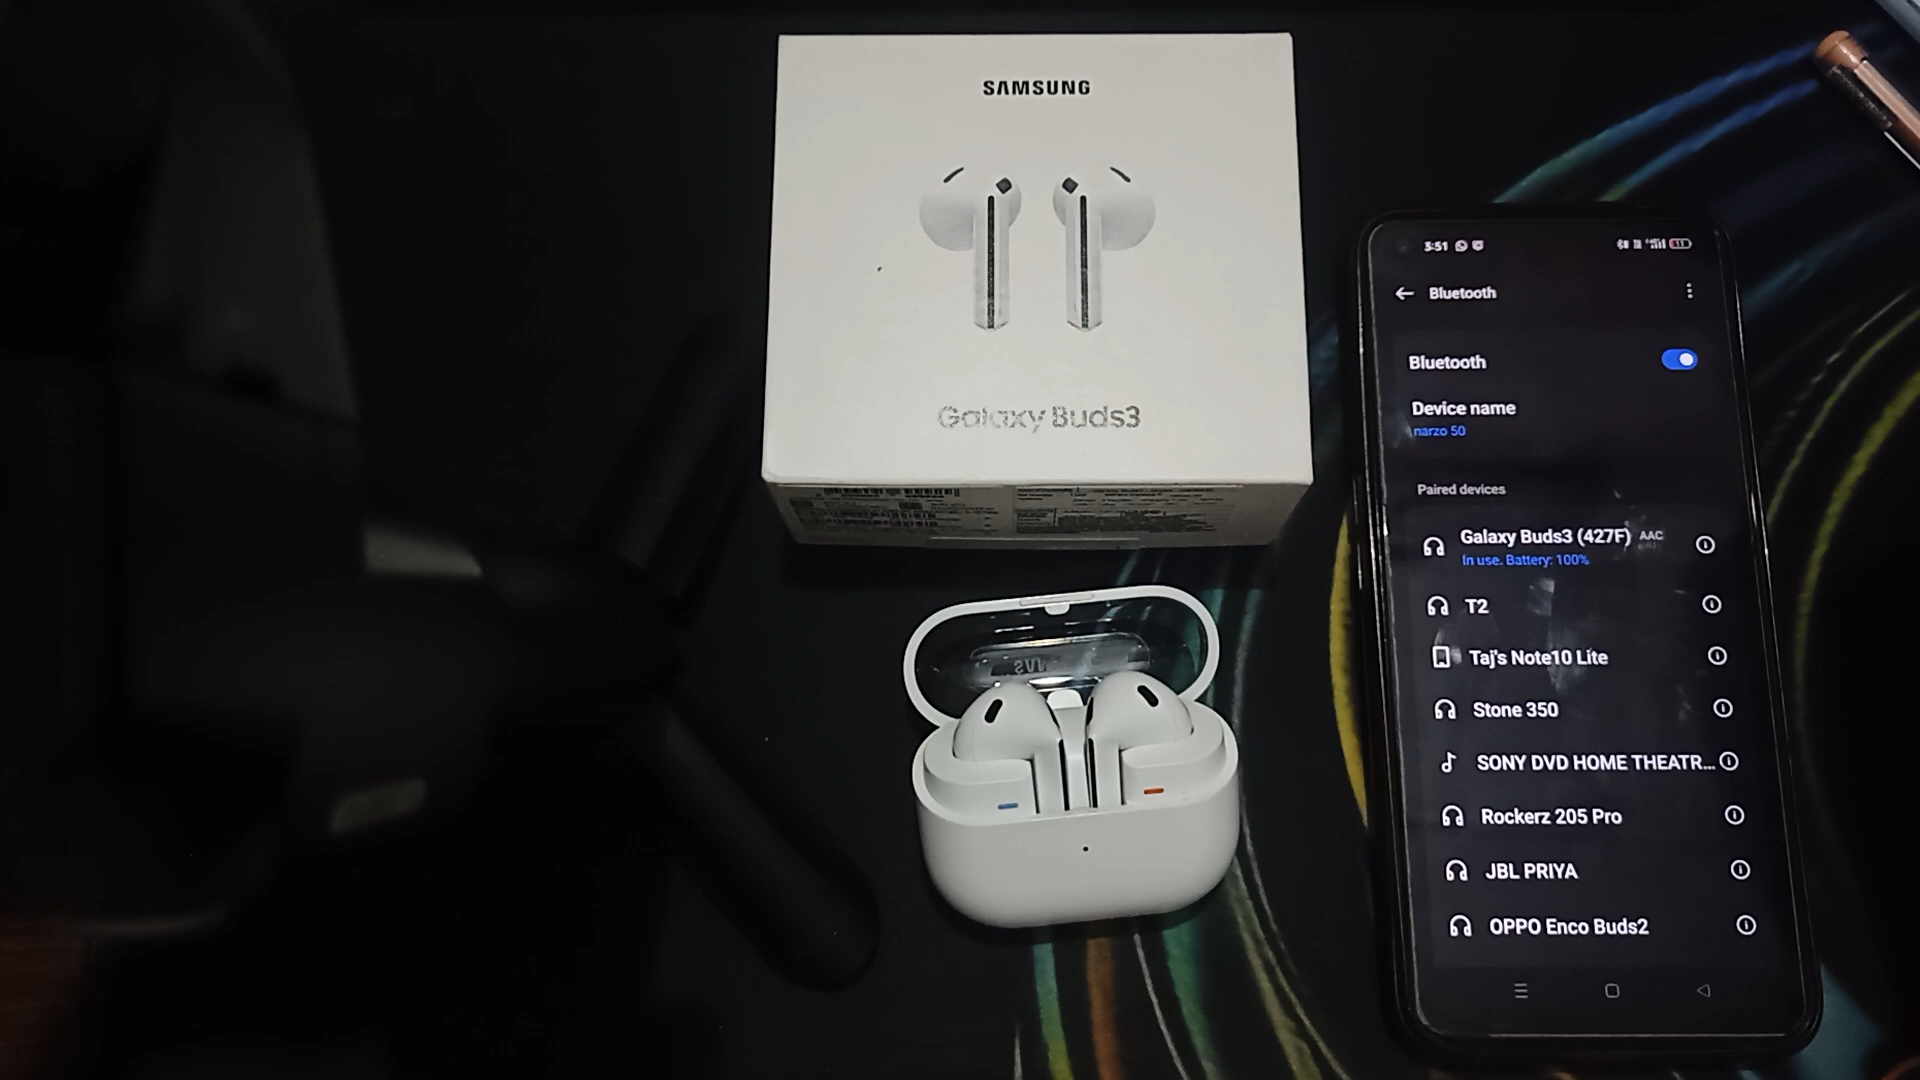 SAMSUNG
Galaxy Buds3
3:51
Bluetooth
Bluetooth
Device name
narzo 50
Paired devices
Galaxy Buds3 (427F) AAC
In use. Battery: 100%
T2
Taj's Note10 Lite
Stone 350
SONY DVD HOME THEATR...
Rockerz 205 Pro
JBL PRIYA
OPPO Enco Buds2